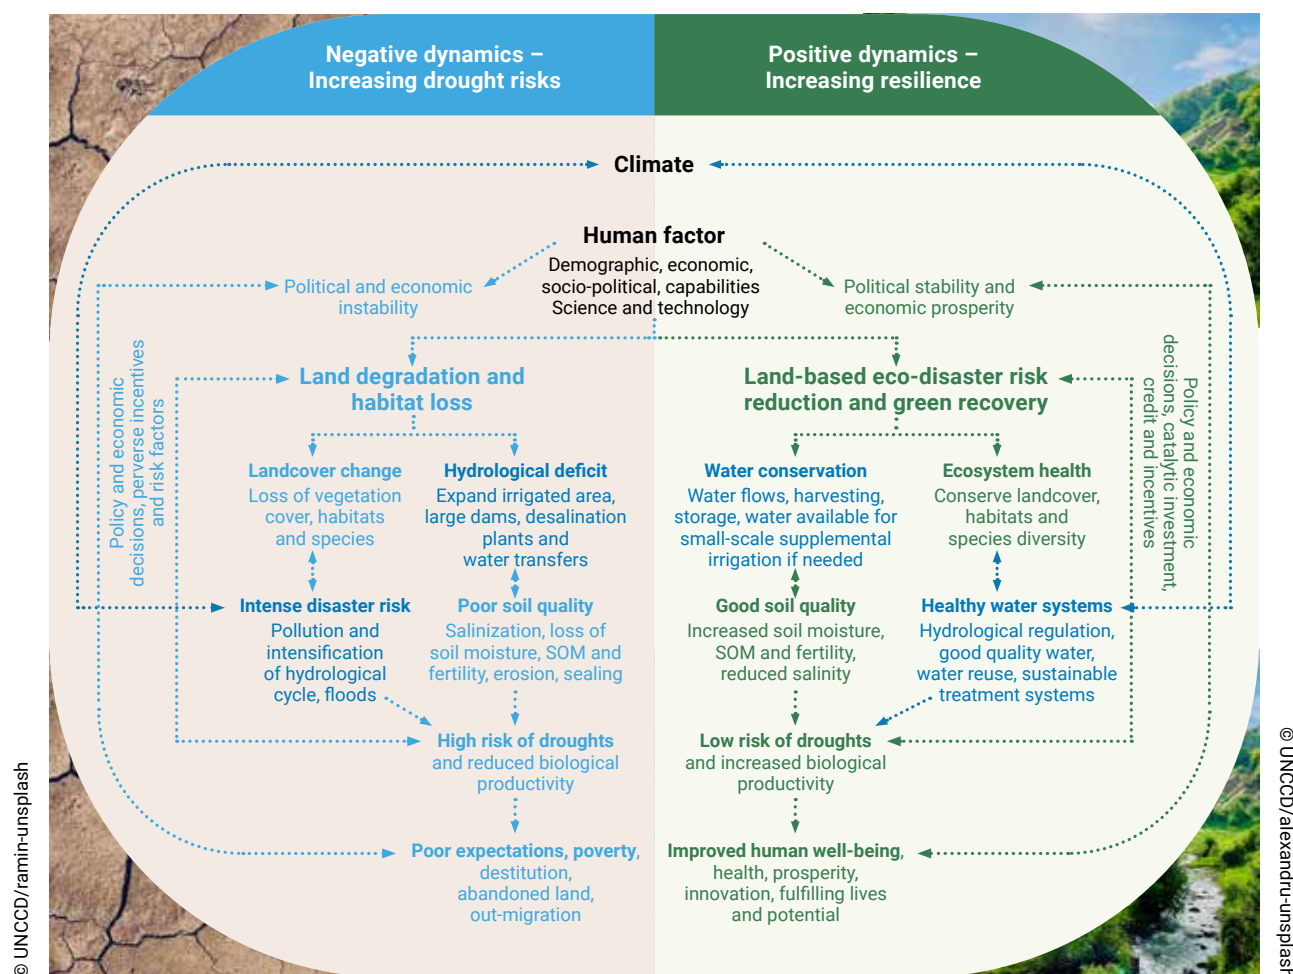 Negative dynamics –
Increasing drought risks
Positive dynamics –
Increasing resilience
Climate
Human factor
Demographic, economic,
socio-political, capabilities
Science and technology
Political and economic
instability
Political stability and
economic prosperity
Policy and economic
decisions, perverse incentives
and risk factors
Land degradation and
habitat loss
Landcover change
Loss of vegetation
cover, habitats
and species
Hydrological deficit
Expand irrigated area,
large dams, desalination
plants and
water transfers
Intense disaster risk
Pollution and
intensification
of hydrological
cycle, floods
Poor soil quality
Salinization, loss of
soil moisture, SOM and
fertility, erosion, sealing
High risk of droughts
and reduced biological
productivity
Poor expectations, poverty,
destitution,
abandoned land,
out-migration
Land-based eco-disaster risk
reduction and green recovery
Water conservation
Water flows, harvesting,
storage, water available for
small-scale supplemental
irrigation if needed
Ecosystem health
Conserve landcover,
habitats and
species diversity
Good soil quality
Increased soil moisture,
SOM and fertility,
reduced salinity
Healthy water systems
Hydrological regulation,
good quality water,
water reuse, sustainable
treatment systems
Low risk of droughts
and increased biological
productivity
Improved human well-being,
health, prosperity,
innovation, fulfilling lives
and potential
Policy and economic
decisions, catalytic investment,
credit and incentives
© UNCCD/ramin-unsplash
© UNCCD/alexandru-unsplash